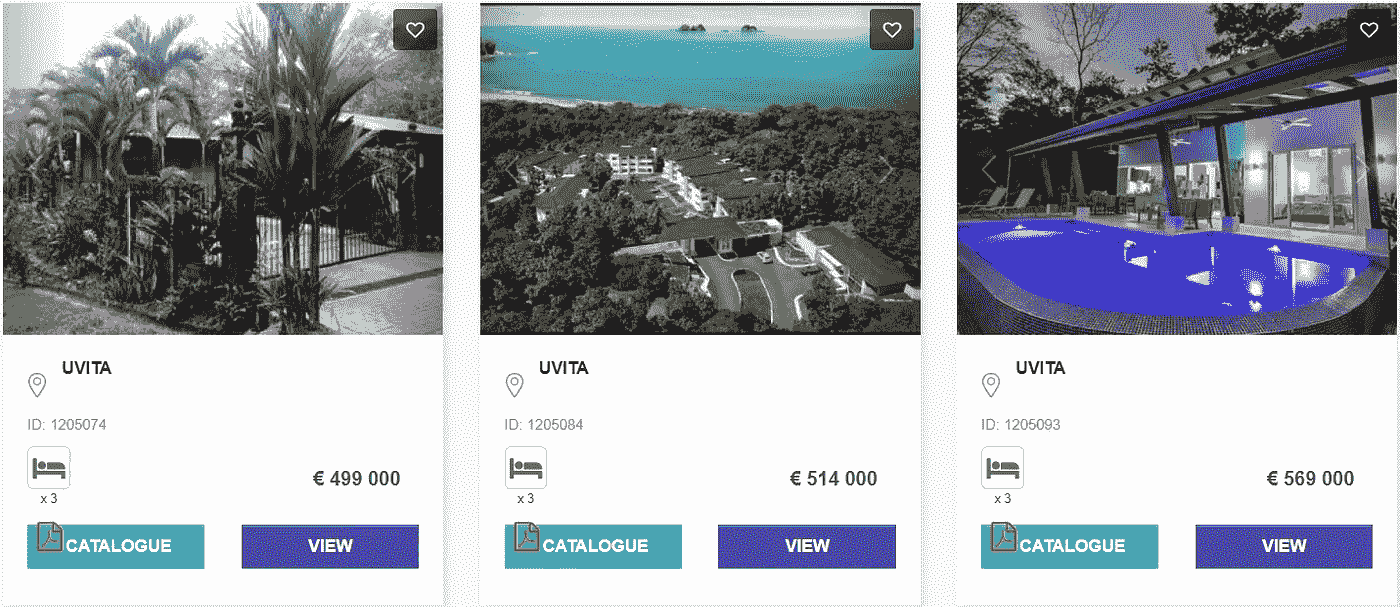 UVITA
ID: 1205074
x 3
€ 499 000
CATALOGUE
VIEW
UVITA
ID: 1205084
x 3
€ 514 000
CATALOGUE
VIEW
UVITA
ID: 1205093
x 3
€ 569 000
CATALOGUE
VIEW